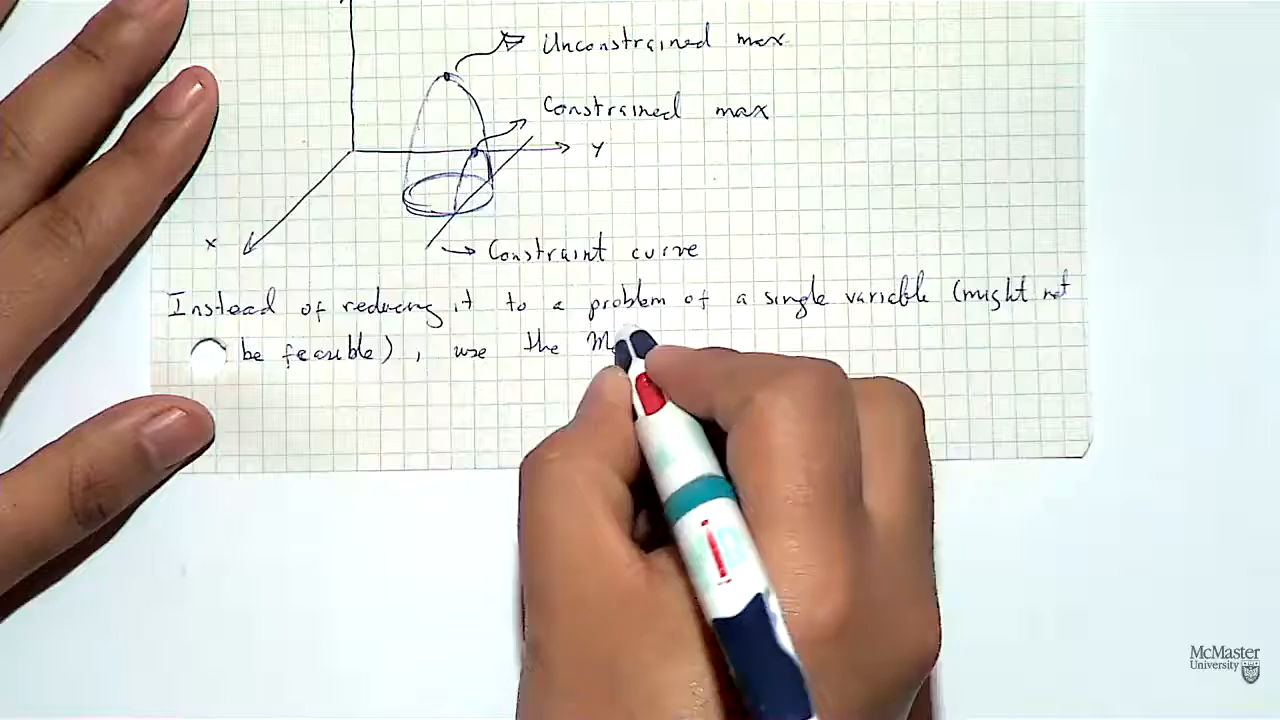 Unconstrained max
Constrained max
Y
X
Constraint curve
Instead of reducing it to a problem of a single variable (might not
be feasible), use the M
McMaster
University